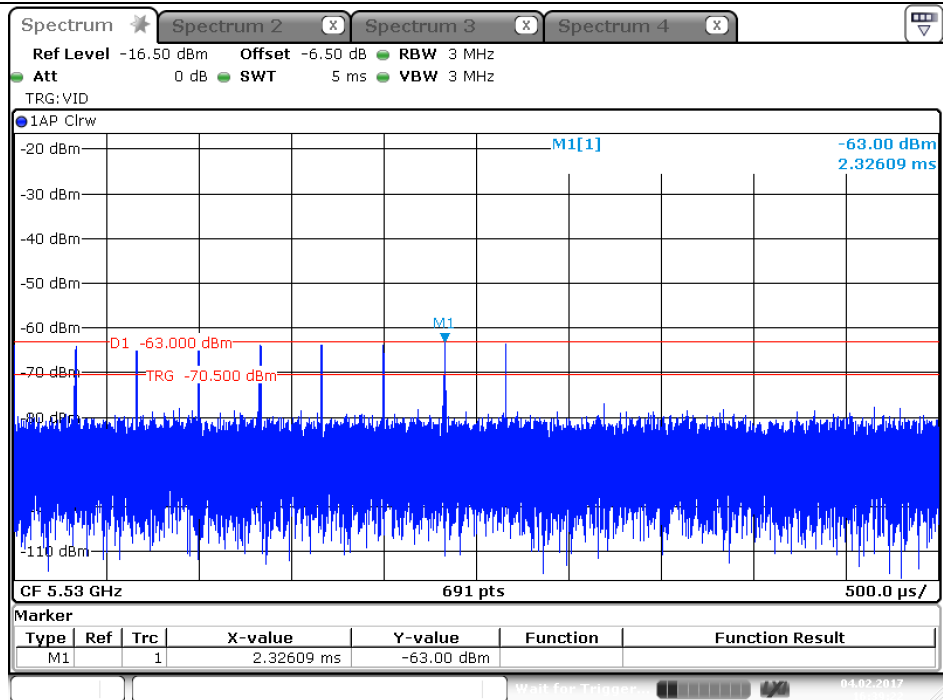 Spectrum Spectrum 2 X Spectrum 3 X Spectrum 4 X
Ref Level -16.50 dBm Offset -6.50 dB RBW 3 MHz
Att 0 dB SWT 5 ms VBW 3 MHz
TRG:VID
1AP Clrw
M1[1] -63.00 dBm
2.32609 ms
-20 dBm
-30 dBm
-40 dBm
-50 dBm
-60 dBm
M1
D1 -63.000 dBm
-70 dBm
TRG -70.500 dBm
-80 dBm
-110 dBm
CF 5.53 GHz 691 pts 500.0 µs/
Marker
Type Ref Trc X-value Y-value Function Function Result
M1 1 2.32609 ms -63.00 dBm
Wait for Trigger... 04.02.2017